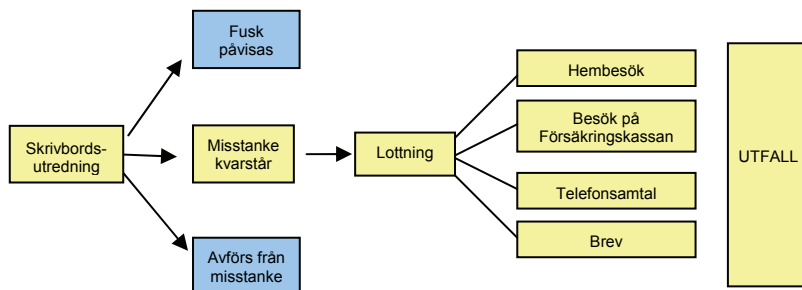 Fusk
påvisas
Skrivbords-
utredning
Misstanke
kvarstår
Avförs från
misstanke
Lottning
Hembesök
Besök på
Försäkringskassan
Telefonsamtal
Brev
UTFALL